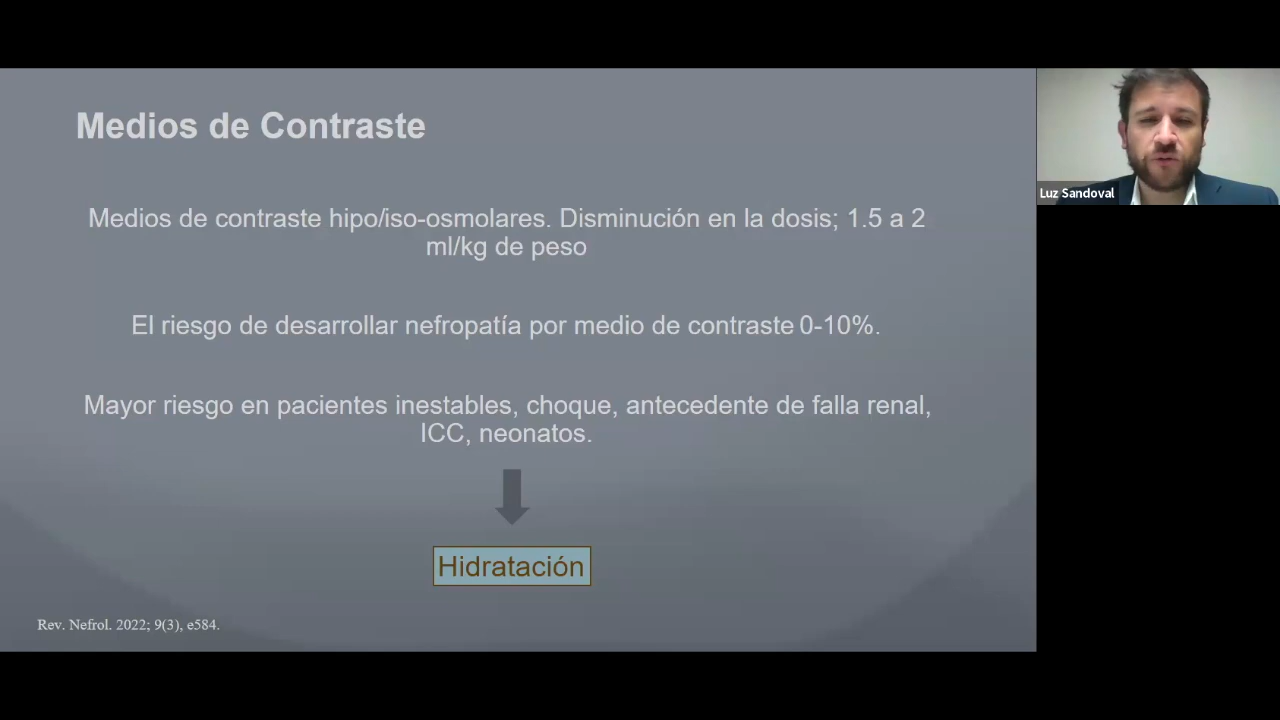 Medios de Contraste
Medios de contraste hipo/iso-osmolares. Disminución en la dosis; 1.5 a 2
ml/kg de peso
El riesgo de desarrollar nefropatía por medio de contraste 0-10%.
Mayor riesgo en pacientes inestables, choque, antecedente de falla renal,
ICC, neonatos.
Hidratación
Rev. Nefrol. 2022; 9(3), e584.
Luz Sandoval